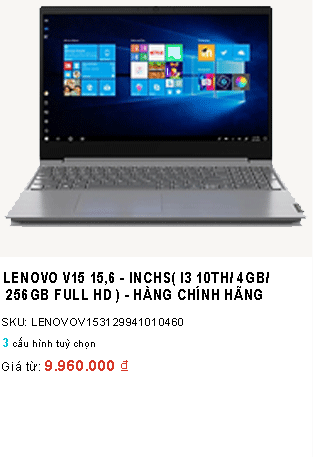 LENOVO V15 15,6 - INCHS( I3 10TH/ 4GB/
256GB FULL HD ) - HÀNG CHÍNH HÃNG
SKU: LENOVOV153129941010460
3 cấu hình tuỳ chọn
Giá từ: 9.960.000 ₫